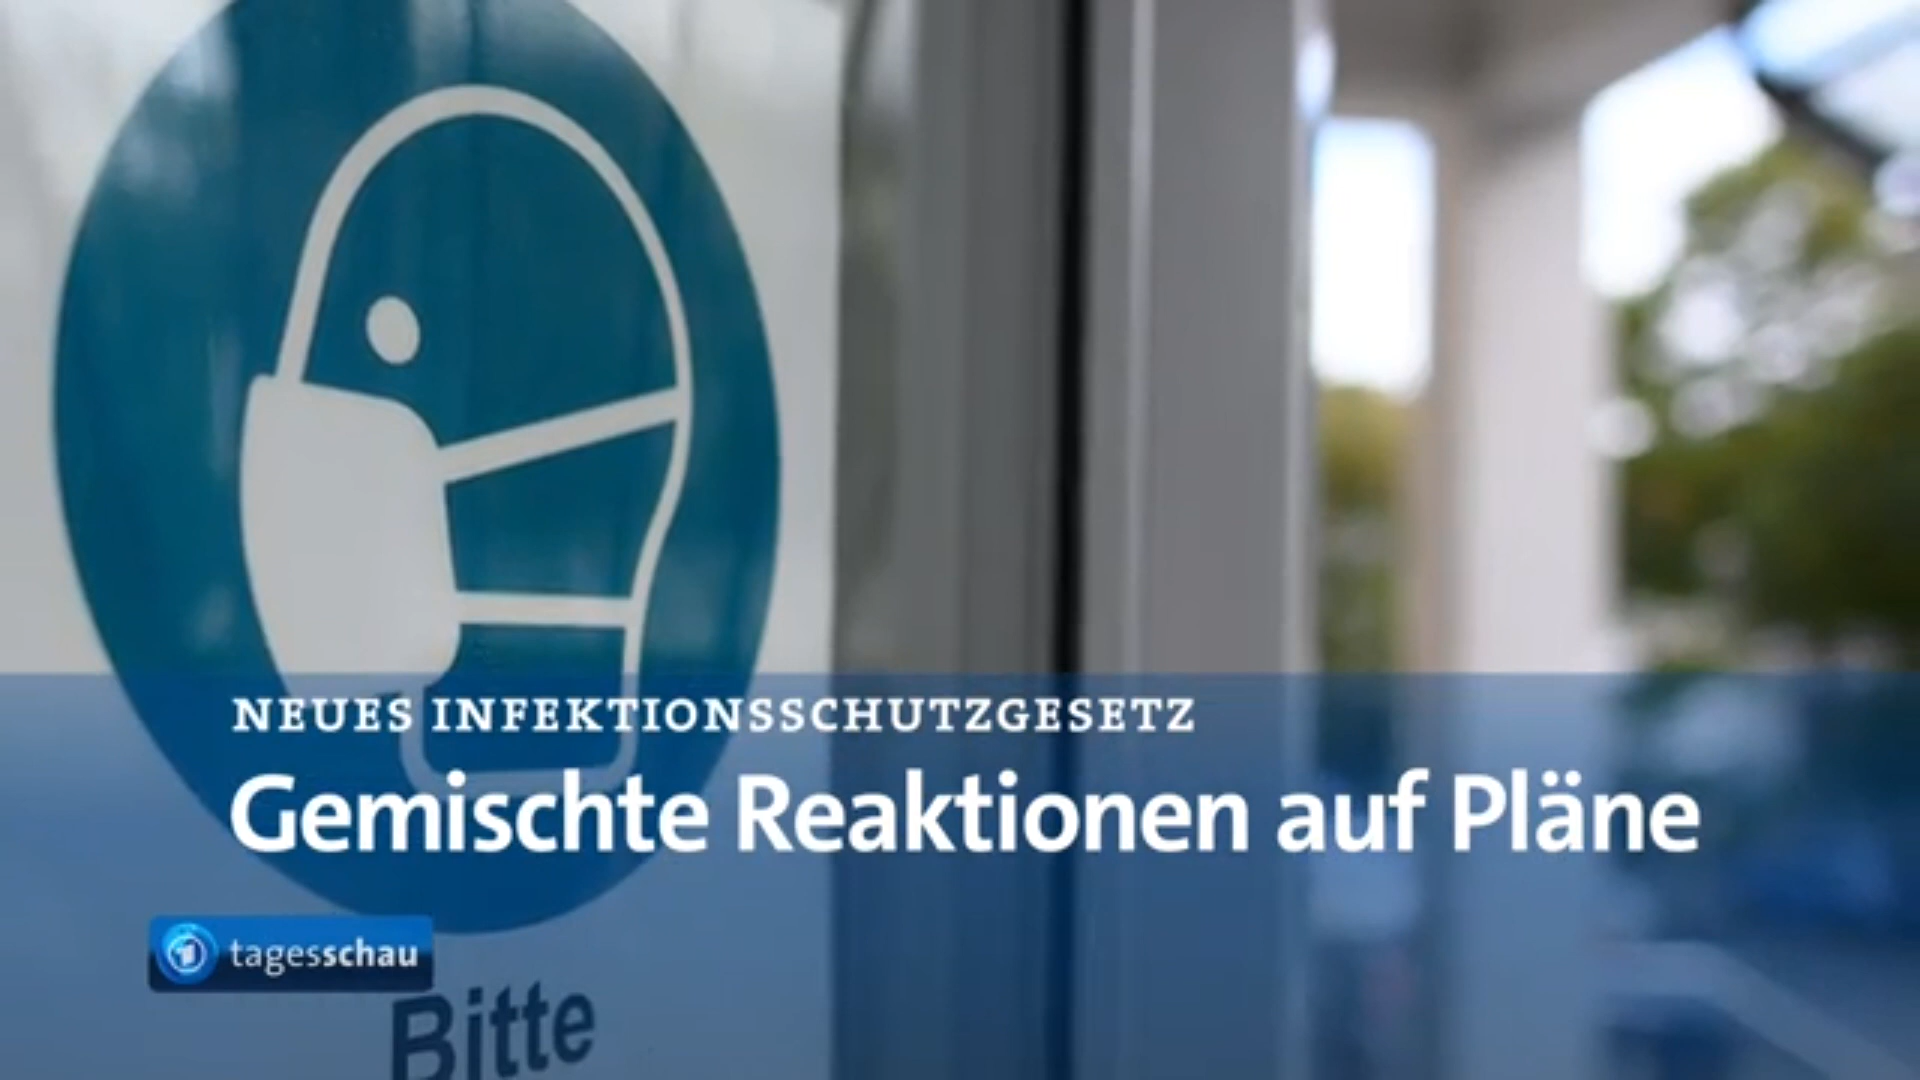 NEUES INFEKTIONSSCHUTZGESETZ
Gemischte Reaktionen auf Pläne
tagesschau
Bitte